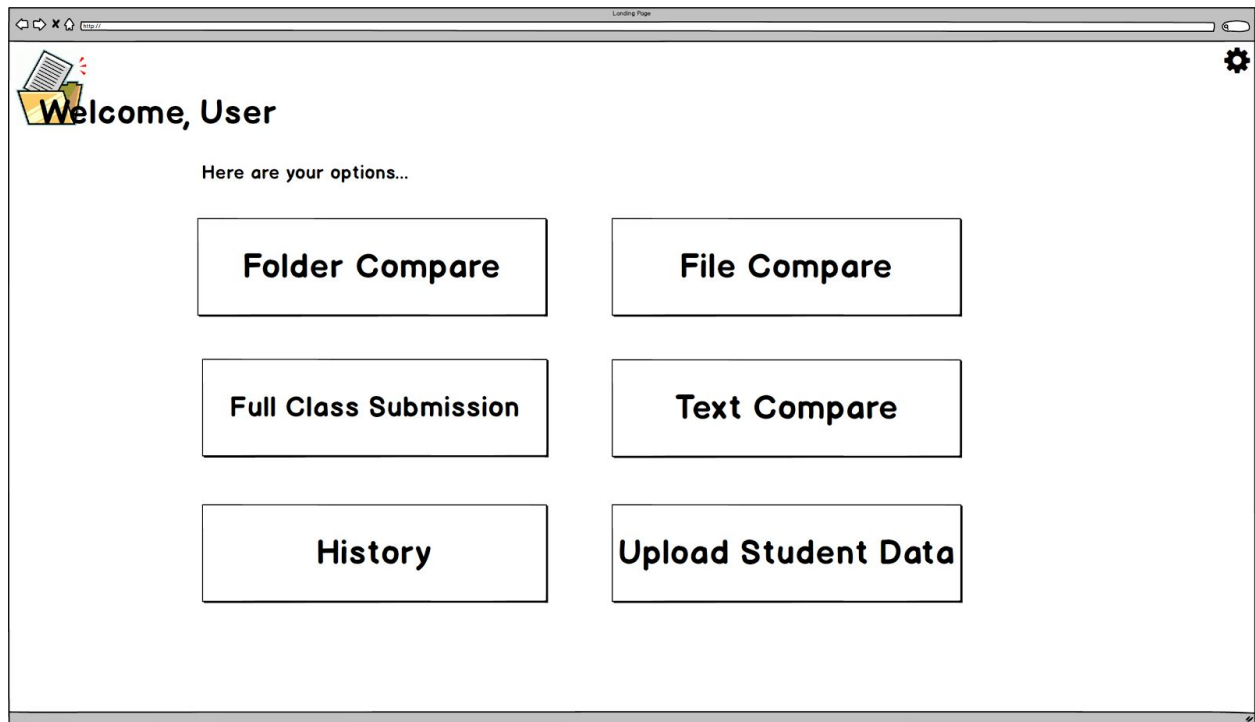 Landing Page
http://
Welcome, User
Here are your options...
Folder Compare
File Compare
Full Class Submission
Text Compare
History
Upload Student Data